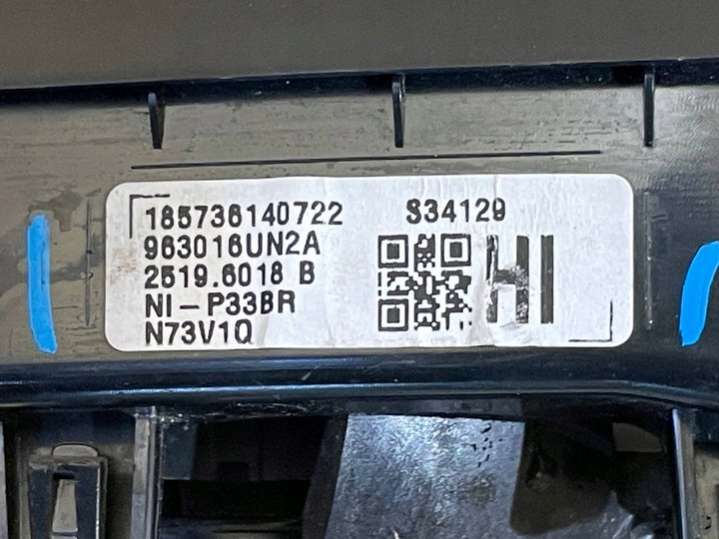 185736140722 S34129
963016UN2A
2519.6018 B
NI-P33BR
N73V1Q
HI